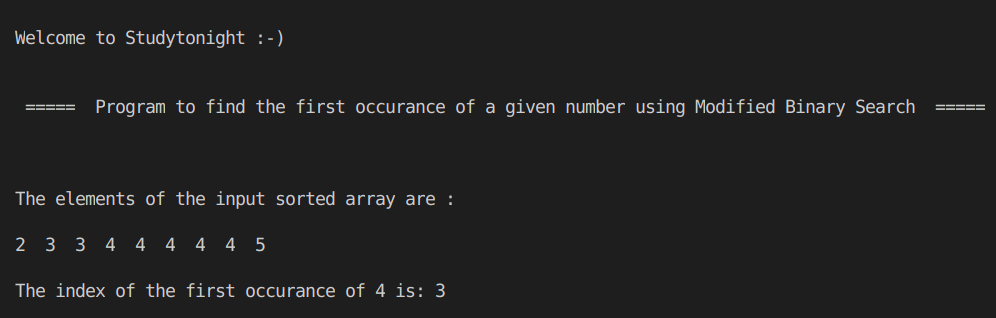 Welcome to Studytonight :-)
===== Program to find the first occurance of a given number using Modified Binary Search =====
The elements of the input sorted array are :
2 3 3 4 4 4 4 4 5
The index of the first occurance of 4 is: 3